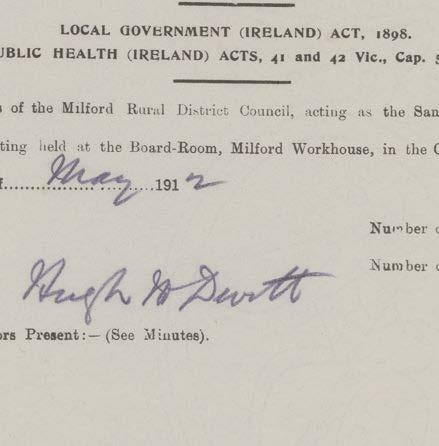 LOCAL GOVERNMENT (IRELAND) ACT, 1898.
PUBLIC HEALTH (IRELAND) ACTS, 41 and 42 Vic., Cap. 5
s of the Milford Rural District Council, acting as the San
ting held at the Board-Room, Milford Workhouse, in the C
f.................May...........1912
Number o
Number o
Hugh McDevitt
ors Present:—(See Minutes).